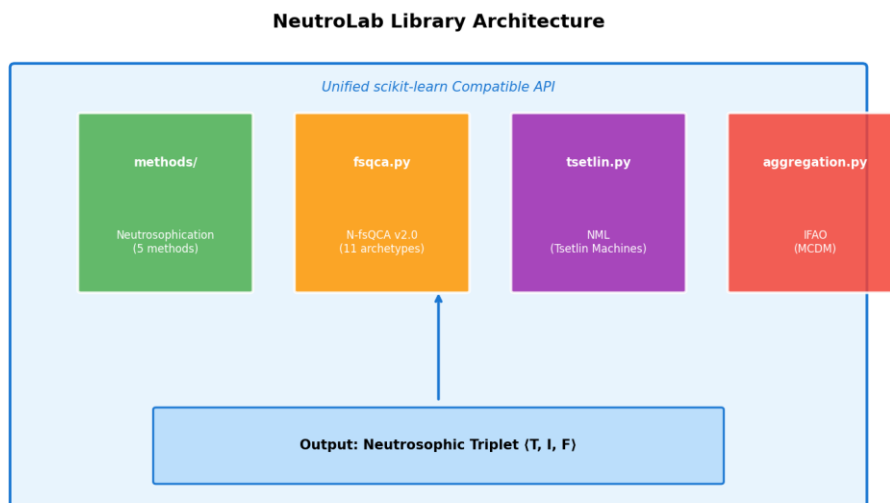 NeutroLab Library Architecture
Unified scikit-learn Compatible API
methods/
Neutrosophication
(5 methods)
fsqca.py
N-fsQCA v2.0
(11 archetypes)
tsetlin.py
NML
(Tsetlin Machines)
aggregation.py
IFAO
(MCDM)
Output: Neutrosophic Triplet ⟨T, I, F⟩